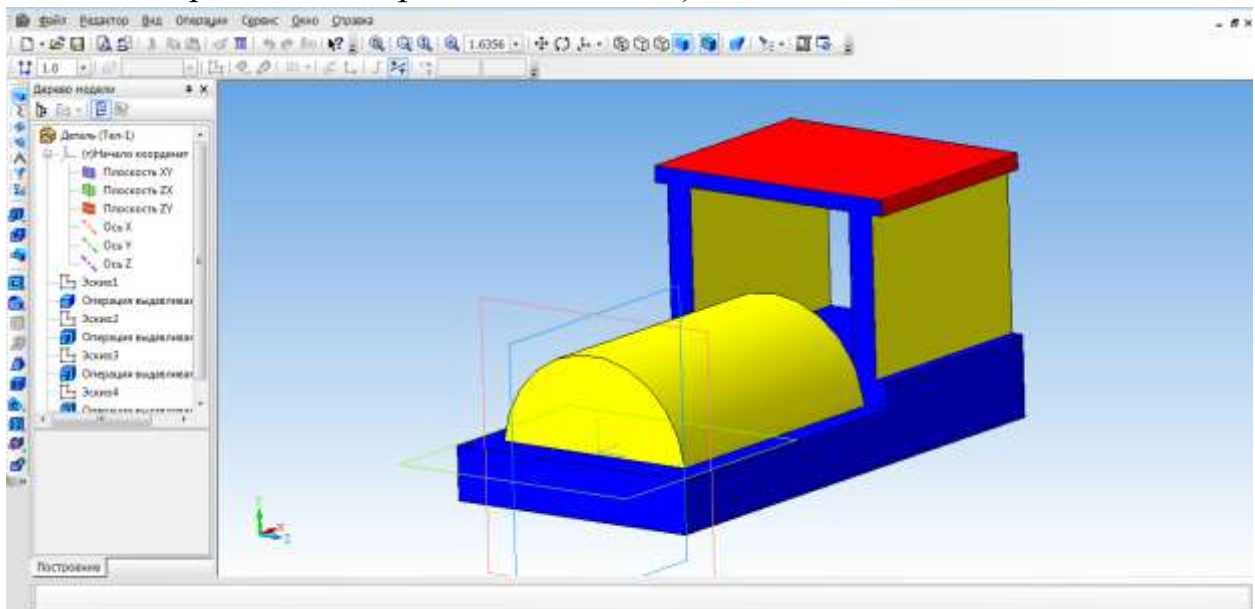 Файл Редактор Вид Операции Сервис Окно Справка
1.6356
1.0
Дерево модели
Деталь (Тел-1)
(т)Начало координат
Плоскость XY
Плоскость ZX
Плоскость ZY
Ось X
Ось Y
Ось Z
Эскиз1
Операция выдавливан
Эскиз2
Операция выдавливан
Эскиз3
Операция выдавливан
Эскиз4
Построение